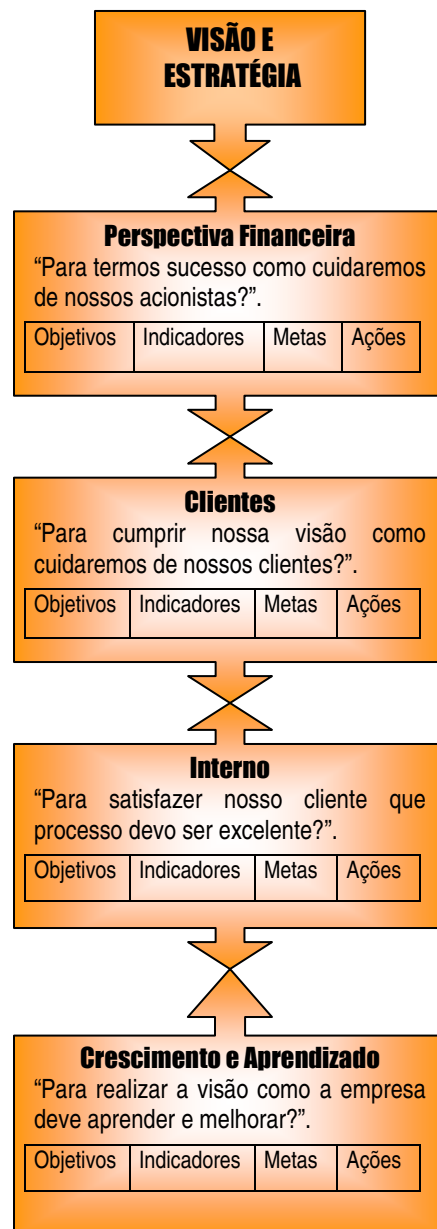 VISÃO E
ESTRATÉGIA
Perspectiva Financeira
“Para termos sucesso como cuidaremos
de nossos acionistas?”.
Objetivos Indicadores Metas Ações
Clientes
“Para cumprir nossa visão como
cuidaremos de nossos clientes?”.
Objetivos Indicadores Metas Ações
Interno
“Para satisfazer nosso cliente que
processo devo ser excelente?”.
Objetivos Indicadores Metas Ações
Crescimento e Aprendizado
“Para realizar a visão como a empresa
deve aprender e melhorar?”.
Objetivos Indicadores Metas Ações